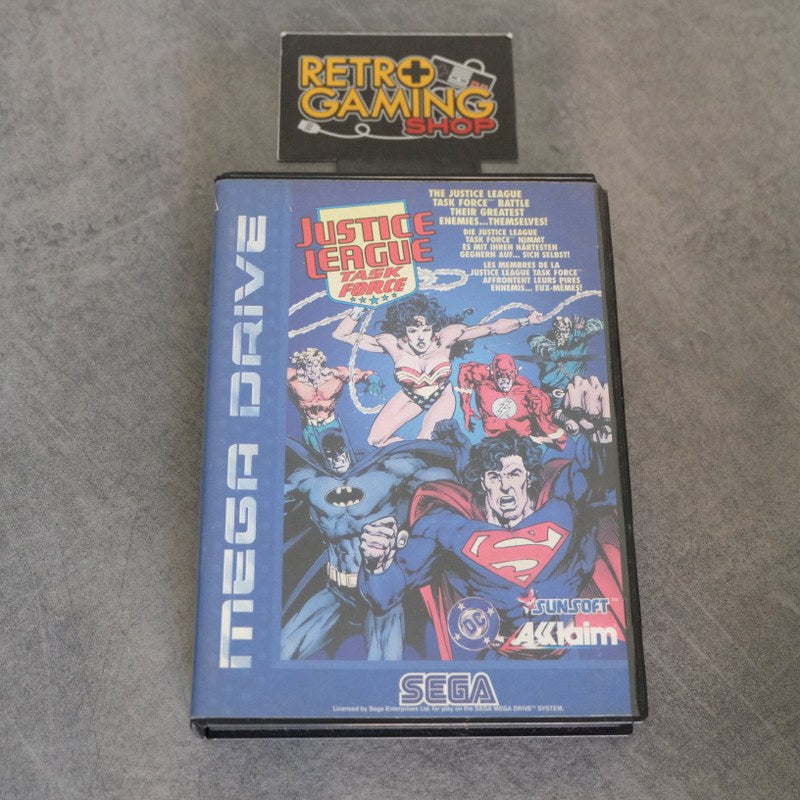 RETRO
GAMING
SHOP
MEGA DRIVE
JUSTICE
LEAGUE
TASK
FORCE
THE JUSTICE LEAGUE
TASK FORCE™ BATTLE
THEIR GREATEST
ENEMIES...THEMSELVES!
DIE JUSTICE LEAGUE
TASK FORCE™ NIMMT
ES MIT IHREN HÄRTESTEN
GEGNERN AUF... SICH SELBST!
LES MEMBRES DE LA
JUSTICE LEAGUE TASK FORCE™
AFFRONTENT LEURS PIRES
ENNEMIS... EUX-MÊMES!
S
DC
SUNSOFT™
AKKlaim
SEGA
Licensed by Sega Enterprises Ltd. for play on the SEGA MEGA DRIVE™ SYSTEM.